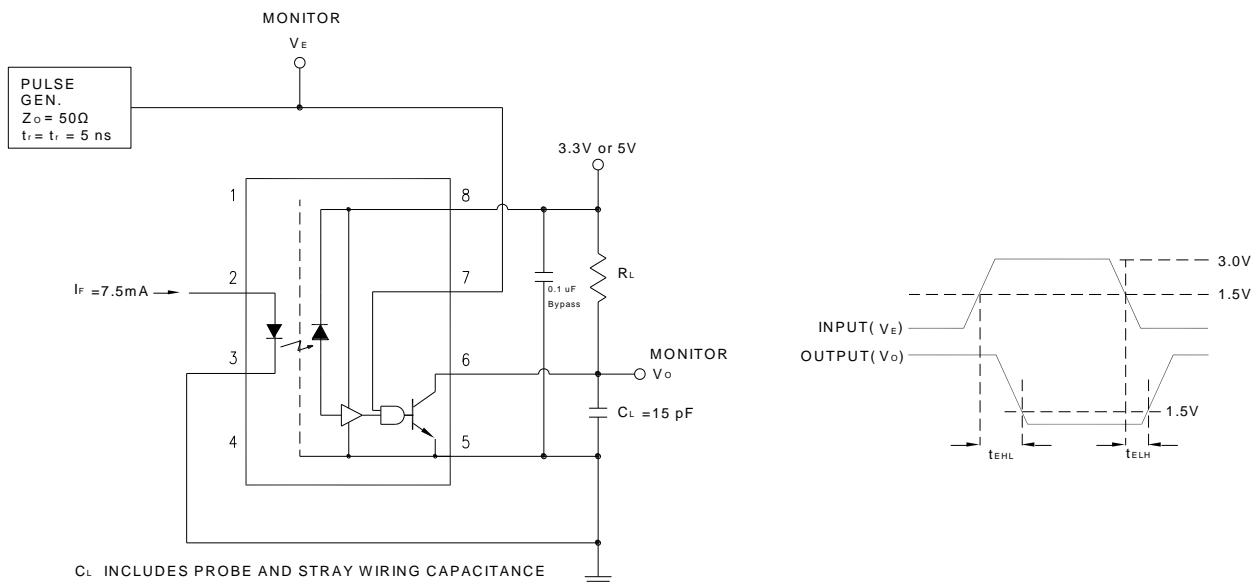 MONITOR
VE
PULSE
GEN.
ZO = 50Ω
tr = tr = 5 ns
3.3V or 5V
1
8
2
7
IF =7.5mA
0.1 uF
Bypass
RL
3
6
MONITOR
VO
CL =15 pF
4
5
CL INCLUDES PROBE AND STRAY WIRING CAPACITANCE
3.0V
1.5V
INPUT(VE)
OUTPUT(VO)
1.5V
tEHL
tELH